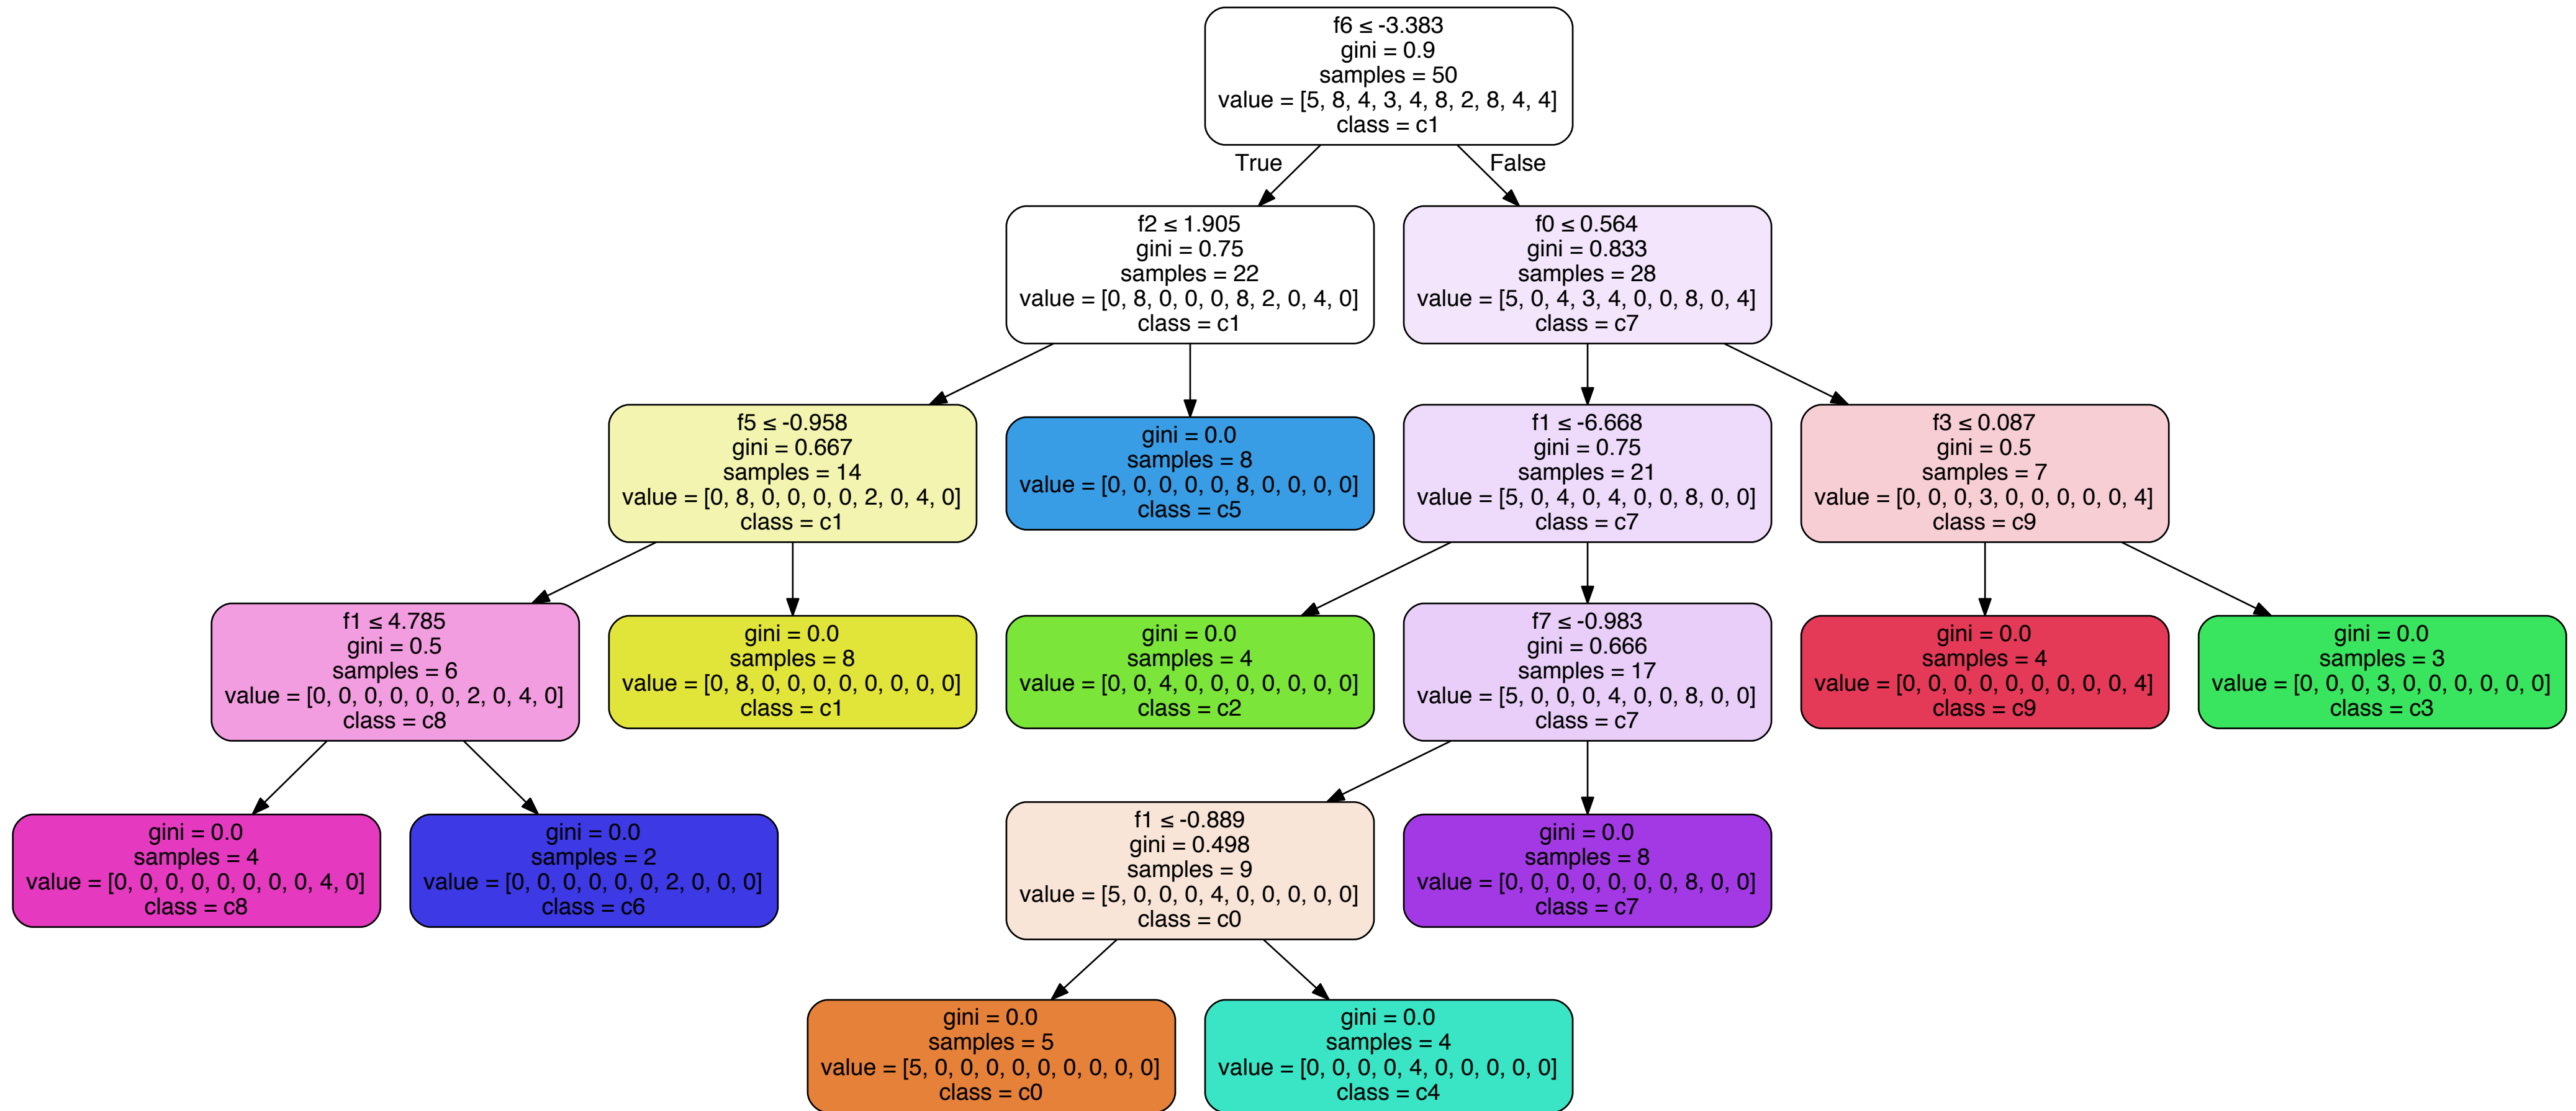 f6 ≤ -3.383
gini = 0.9
samples = 50
value = [5, 8, 4, 3, 4, 8, 2, 8, 4, 4]
class = c1
True
False
f2 ≤ 1.905
gini = 0.75
samples = 22
value = [0, 8, 0, 0, 0, 8, 2, 0, 4, 0]
class = c1
f0 ≤ 0.564
gini = 0.833
samples = 28
value = [5, 0, 4, 3, 4, 0, 0, 8, 0, 4]
class = c7
f5 ≤ -0.958
gini = 0.667
samples = 14
value = [0, 8, 0, 0, 0, 0, 2, 0, 4, 0]
class = c1
gini = 0.0
samples = 8
value = [0, 0, 0, 0, 0, 8, 0, 0, 0, 0]
class = c5
f1 ≤ -6.668
gini = 0.75
samples = 21
value = [5, 0, 4, 0, 4, 0, 0, 8, 0, 0]
class = c7
f3 ≤ 0.087
gini = 0.5
samples = 7
value = [0, 0, 0, 3, 0, 0, 0, 0, 0, 4]
class = c9
f1 ≤ 4.785
gini = 0.5
samples = 6
value = [0, 0, 0, 0, 0, 0, 2, 0, 4, 0]
class = c8
gini = 0.0
samples = 8
value = [0, 8, 0, 0, 0, 0, 0, 0, 0, 0]
class = c1
gini = 0.0
samples = 4
value = [0, 0, 4, 0, 0, 0, 0, 0, 0, 0]
class = c2
f7 ≤ -0.983
gini = 0.666
samples = 17
value = [5, 0, 0, 0, 4, 0, 0, 8, 0, 0]
class = c7
gini = 0.0
samples = 4
value = [0, 0, 0, 0, 0, 0, 0, 0, 0, 4]
class = c9
gini = 0.0
samples = 3
value = [0, 0, 0, 3, 0, 0, 0, 0, 0, 0]
class = c3
gini = 0.0
samples = 4
value = [0, 0, 0, 0, 0, 0, 0, 0, 4, 0]
class = c8
gini = 0.0
samples = 2
value = [0, 0, 0, 0, 0, 0, 2, 0, 0, 0]
class = c6
f1 ≤ -0.889
gini = 0.498
samples = 9
value = [5, 0, 0, 0, 4, 0, 0, 0, 0, 0]
class = c0
gini = 0.0
samples = 8
value = [0, 0, 0, 0, 0, 0, 0, 8, 0, 0]
class = c7
gini = 0.0
samples = 5
value = [5, 0, 0, 0, 0, 0, 0, 0, 0, 0]
class = c0
gini = 0.0
samples = 4
value = [0, 0, 0, 0, 4, 0, 0, 0, 0, 0]
class = c4